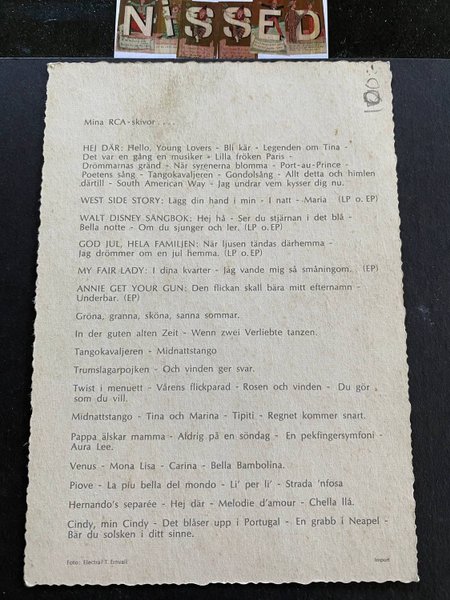 NISSED
Mina RCA-skivor . . . .
HEJ DÄR: Hello, Young Lovers - Bli kär - Legenden om Tina -
Det var en gång en musiker - Lilla fröken Paris -
Drömmarnas gränd - När syrenerna blomma - Port-au-Prince -
Poetens sång - Tangokavaljeren - Gondolsång - Allt detta och himlen
därtill - South American Way - Jag undrar vem kysser dig nu.
WEST SIDE STORY: Lägg din hand i min - I natt - Maria (LP o. EP)
WALT DISNEY SÅNGBOK: Hej hå - Ser du stjärnan i det blå -
Bella notte - Om du sjunger och ler. (LP o. EP)
GOD JUL, HELA FAMILJEN: När ljusen tändas därhemma -
Jag drömmer om en jul hemma. (LP o. EP)
MY FAIR LADY: I dina kvarter - Jag vande mig så småningom. . (EP)
ANNIE GET YOUR GUN: Den flickan skall bära mitt efternamn -
Underbar. (EP)
Gröna, granna, sköna, sanna sommar.
In der guten alten Zeit - Wenn zwei Verliebte tanzen.
Tangokavaljeren - Midnattstango
Trumslagarpojken - Och vinden ger svar.
Twist i menuett - Vårens flickparad - Rosen och vinden - Du gör
som du vill.
Midnattstango - Tina och Marina - Tipiti - Regnet kommer snart.
Pappa älskar mamma - Aldrig på en söndag - En pekfingersymfoni -
Aura Lee.
Venus - Mona Lisa - Carina - Bella Bambolina.
Piove - La piu bella del mondo - Li' per li' - Strada 'nfosa
Hernando's separée - Hej där - Melodie d'amour - Chella llá.
Cindy, min Cindy - Det blåser upp i Portugal - En grabb i Neapel -
Bär du solsken i ditt sinne.
Foto: Electra/T. Import